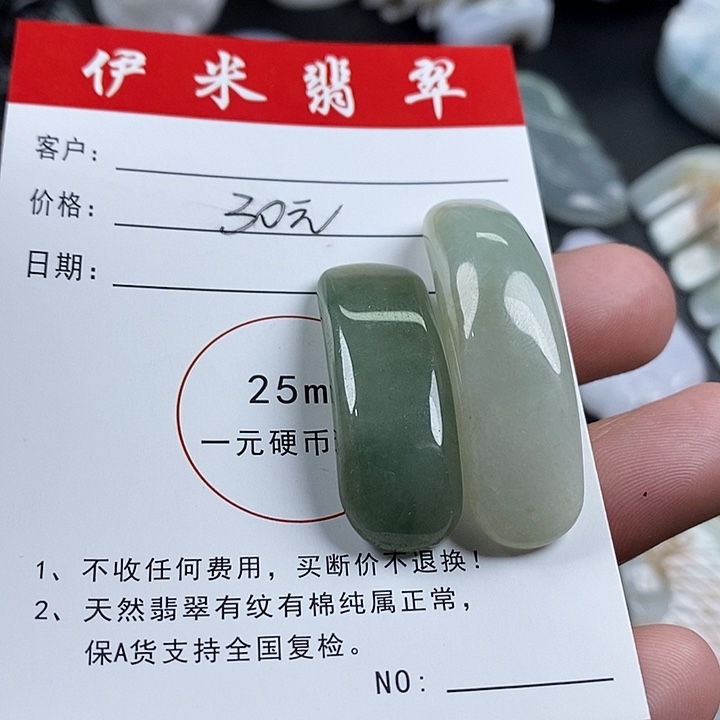 伊米翡翠
客户：
价格： 30元
日期：
25m
一元硬币
1、不收任何费用，买断价不退换！
2、天然翡翠有纹有棉纯属正常，
保A货支持全国复检。
NO：